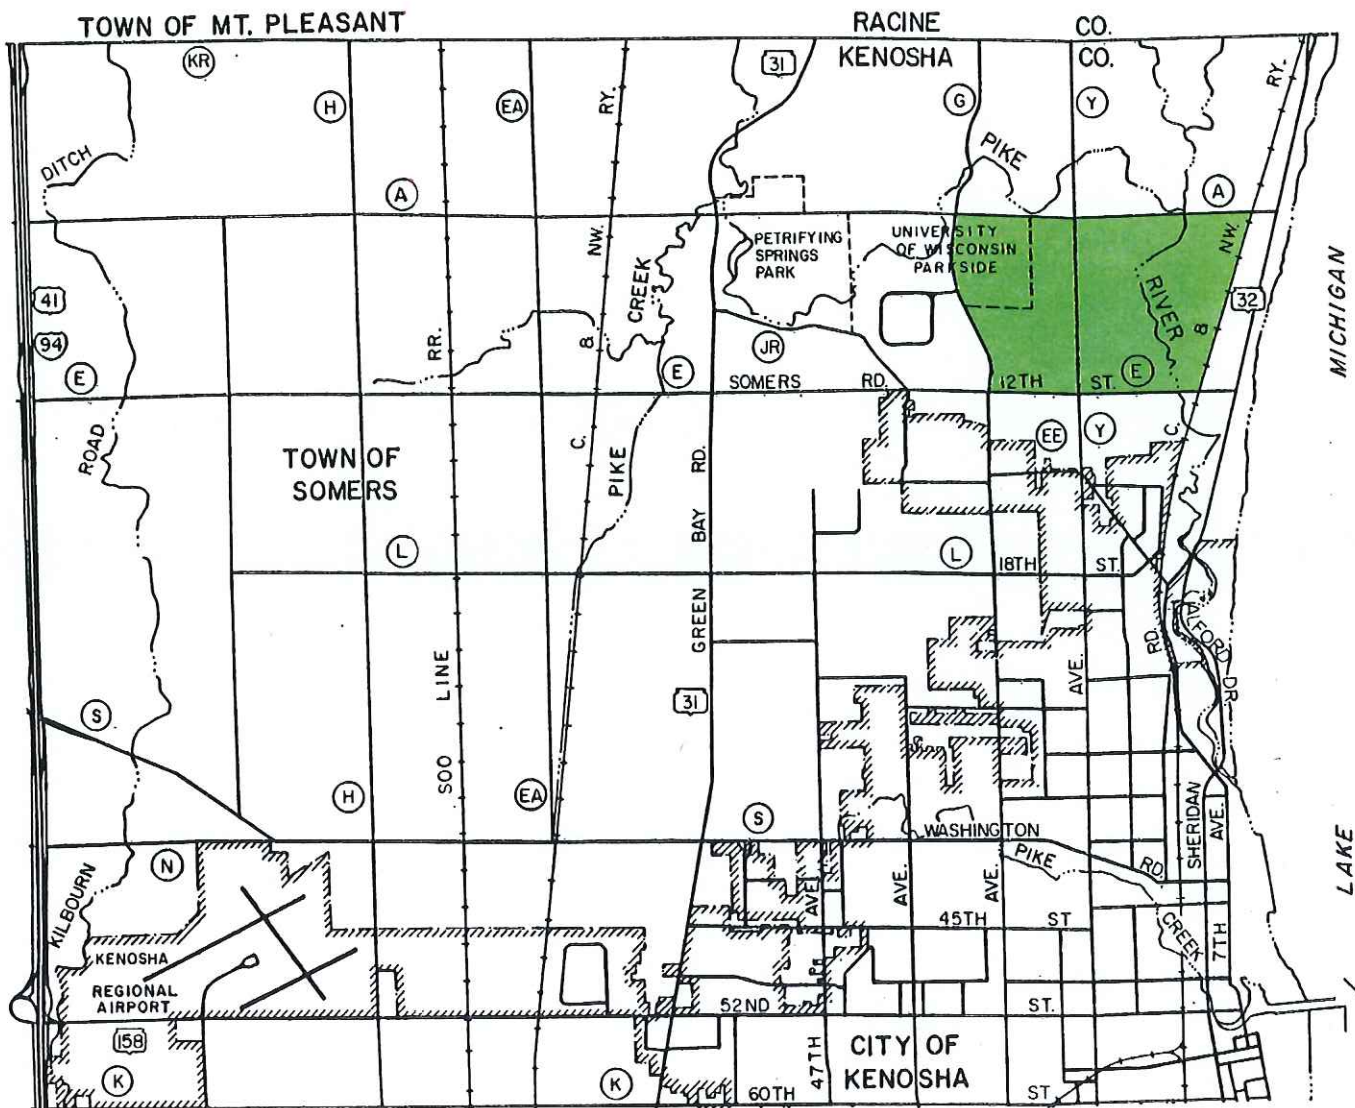 TOWN OF MT. PLEASANT
RACINE CO.
KENOSHA CO.
KR
31
H
EA
RY.
G
Y
RY.
PIKE
DITCH
A
A
NW.
PETRIFYING
SPRINGS
PARK
UNIVERSITY
OF WISCONSIN
PARKSIDE
NW.
CREEK
RIVER
MICHIGAN
41
32
94
RR.
&
&
JR
E
E
SOMERS RD.
12TH ST.
E
ROAD
C.
RD.
EE
Y
C.
TOWN OF
SOMERS
PIKE
BAY
L
L
18TH ST.
GREEN
ALFORD DR.
RD.
AVE.
LINE
S
31
SOO
H
EA
S
SHERIDAN
AVE.
WASHINGTON RD.
PIKE
LAKE
N
AVE.
AVE.
AVE.
45TH ST.
CREEK
7TH
KILBOURN
KENOSHA
REGIONAL
AIRPORT
52ND ST.
158
47TH
CITY OF
KENOSHA
K
K
60TH ST.